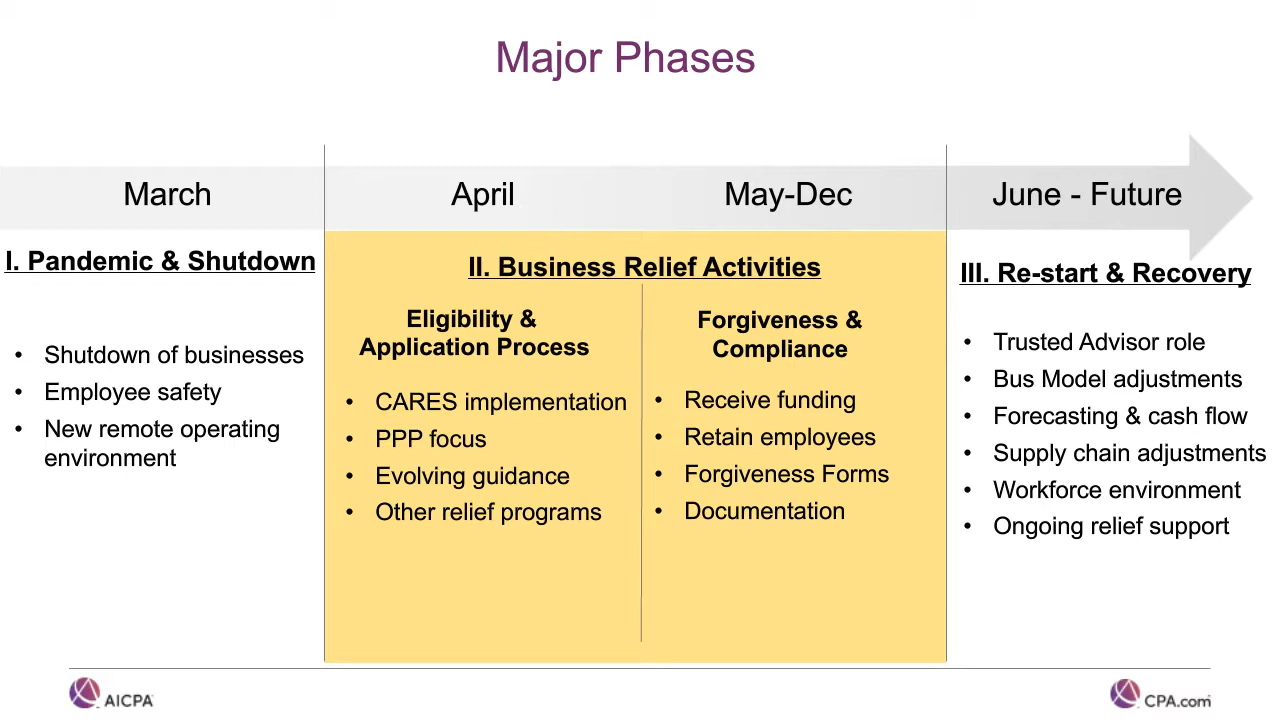 Major Phases
March
April
May-Dec
June - Future
I. Pandemic & Shutdown
• Shutdown of businesses
• Employee safety
• New remote operating
environment
II. Business Relief Activities
Eligibility &
Application Process
• CARES implementation
• PPP focus
• Evolving guidance
• Other relief programs
Forgiveness &
Compliance
• Receive funding
• Retain employees
• Forgiveness Forms
• Documentation
III. Re-start & Recovery
• Trusted Advisor role
• Bus Model adjustments
• Forecasting & cash flow
• Supply chain adjustments
• Workforce environment
• Ongoing relief support
AICPA
CPA.com